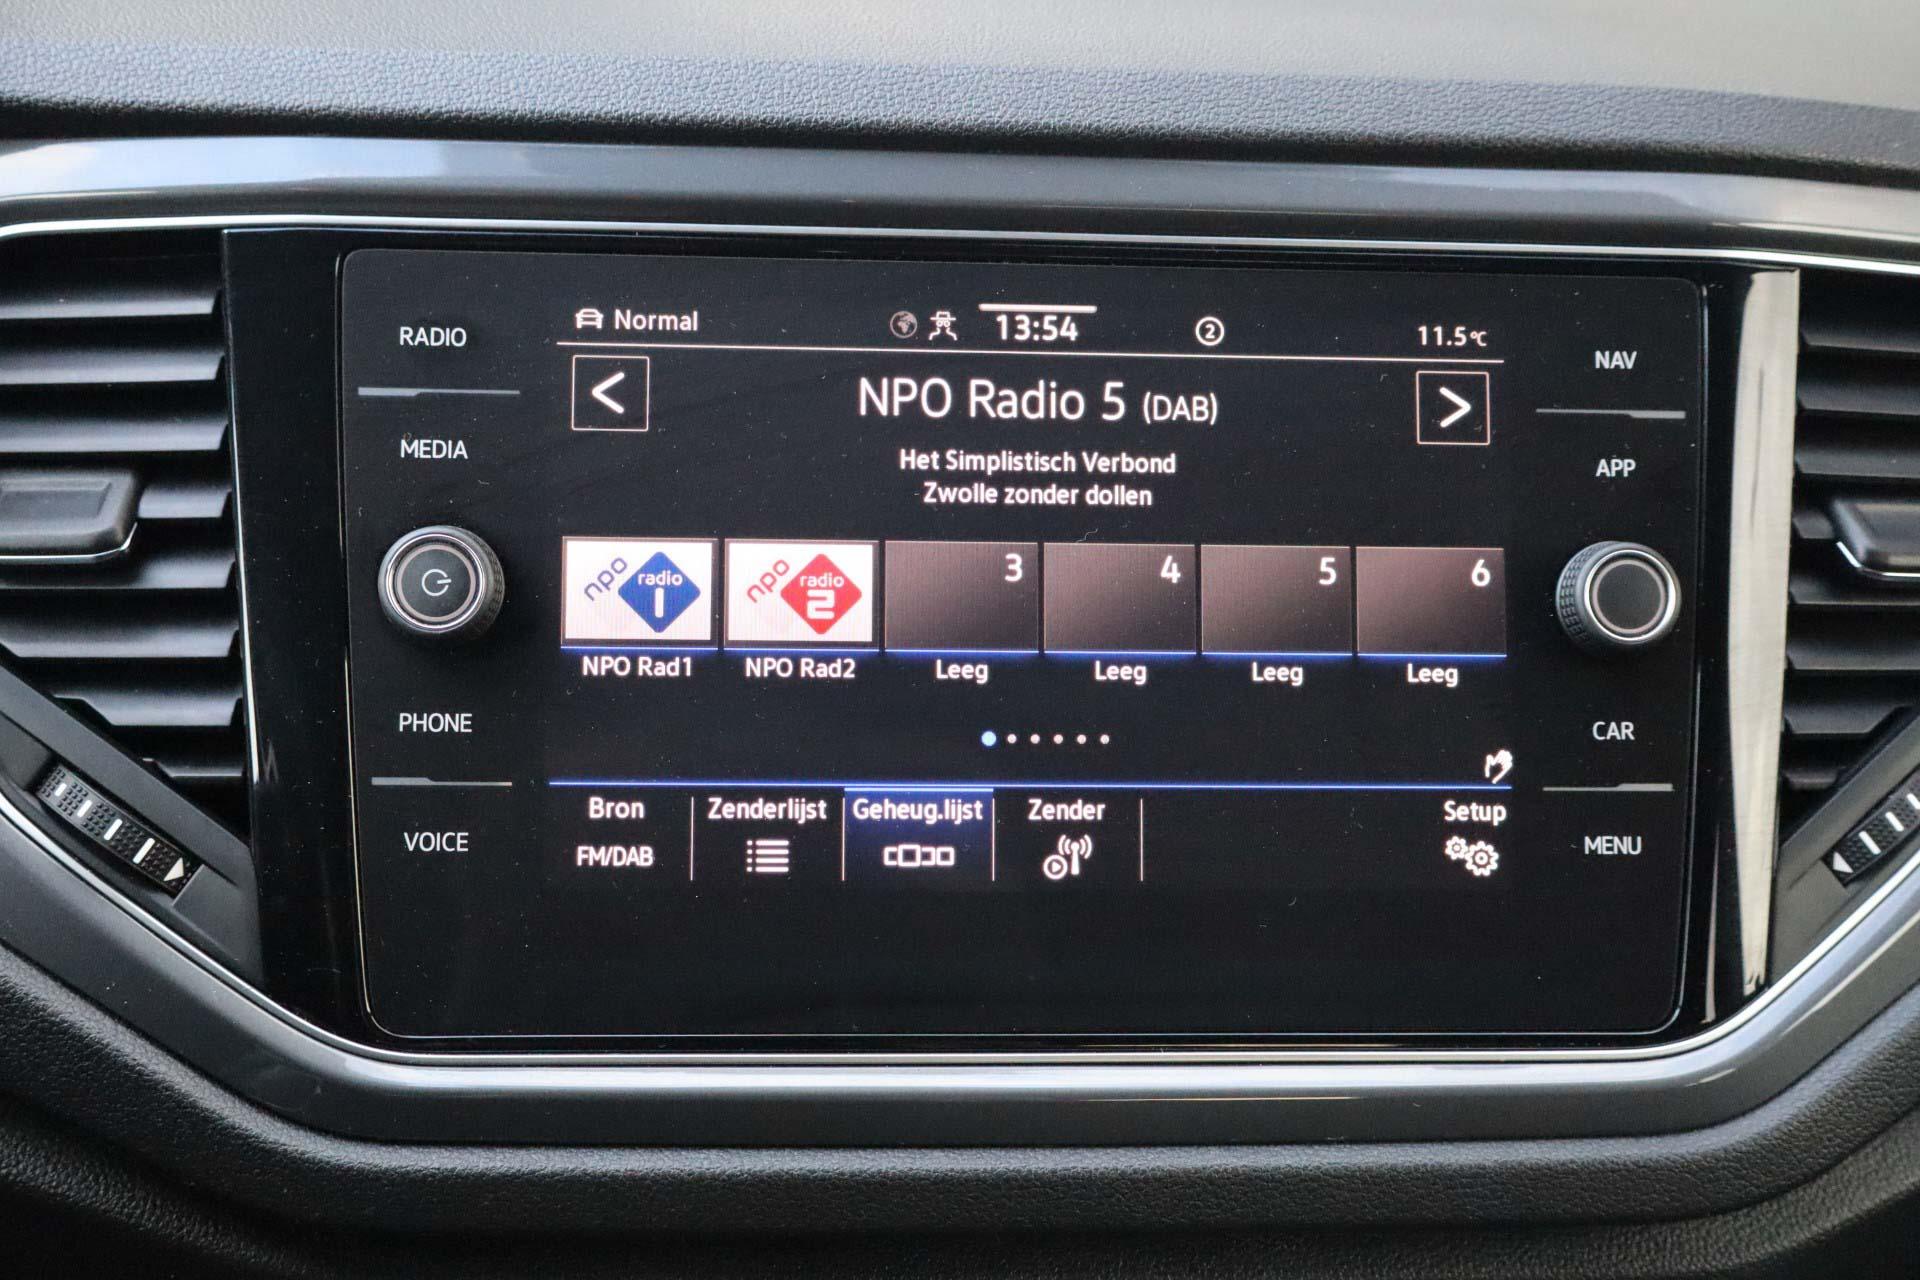 RADIO
MEDIA
PHONE
VOICE
Normal
13:54
2
11.5°C
NPO Radio 5 (DAB)
Het Simplistisch Verbond
Zwolle zonder dollen
npo radio 1
npo radio 2
3
4
5
6
NPO Rad1
NPO Rad2
Leeg
Leeg
Leeg
Leeg
Bron
Zenderlijst
Geheug.lijst
Zender
Setup
FM/DAB
NAV
APP
CAR
MENU